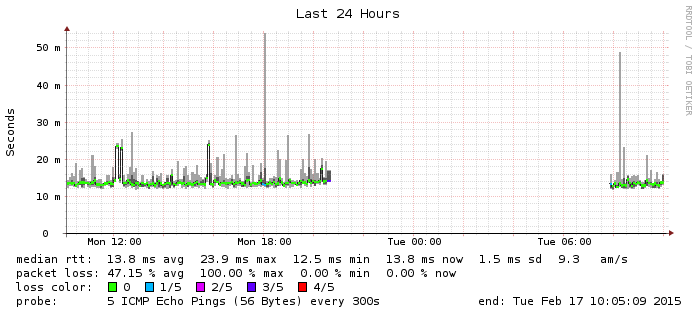 Last 24 Hours
RRDTOOL / TOBI OETIKER
Seconds
50 m
40 m
30 m
20 m
10 m
0
Mon 12:00 Mon 18:00 Tue 00:00 Tue 06:00
median rtt: 13.8 ms avg 23.9 ms max 12.5 ms min 13.8 ms now 1.5 ms sd 9.3 am/s
packet loss: 47.15 % avg 100.00 % max 0.00 % min 0.00 % now
loss color: 0 1/5 2/5 3/5 4/5
probe: 5 ICMP Echo Pings (56 Bytes) every 300s end: Tue Feb 17 10:05:09 2015